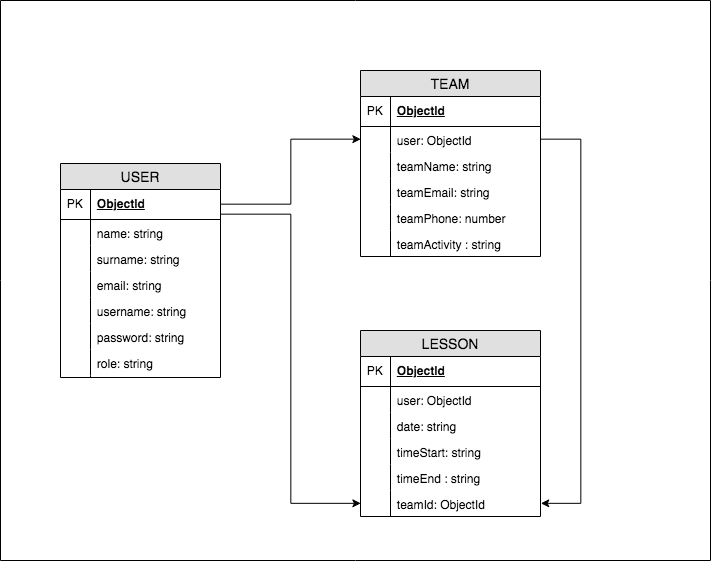 USER
PK ObjectId
name: string
surname: string
email: string
username: string
password: string
role: string
TEAM
PK ObjectId
user: ObjectId
teamName: string
teamEmail: string
teamPhone: number
teamActivity : string
LESSON
PK ObjectId
user: ObjectId
date: string
timeStart: string
timeEnd : string
teamId: ObjectId